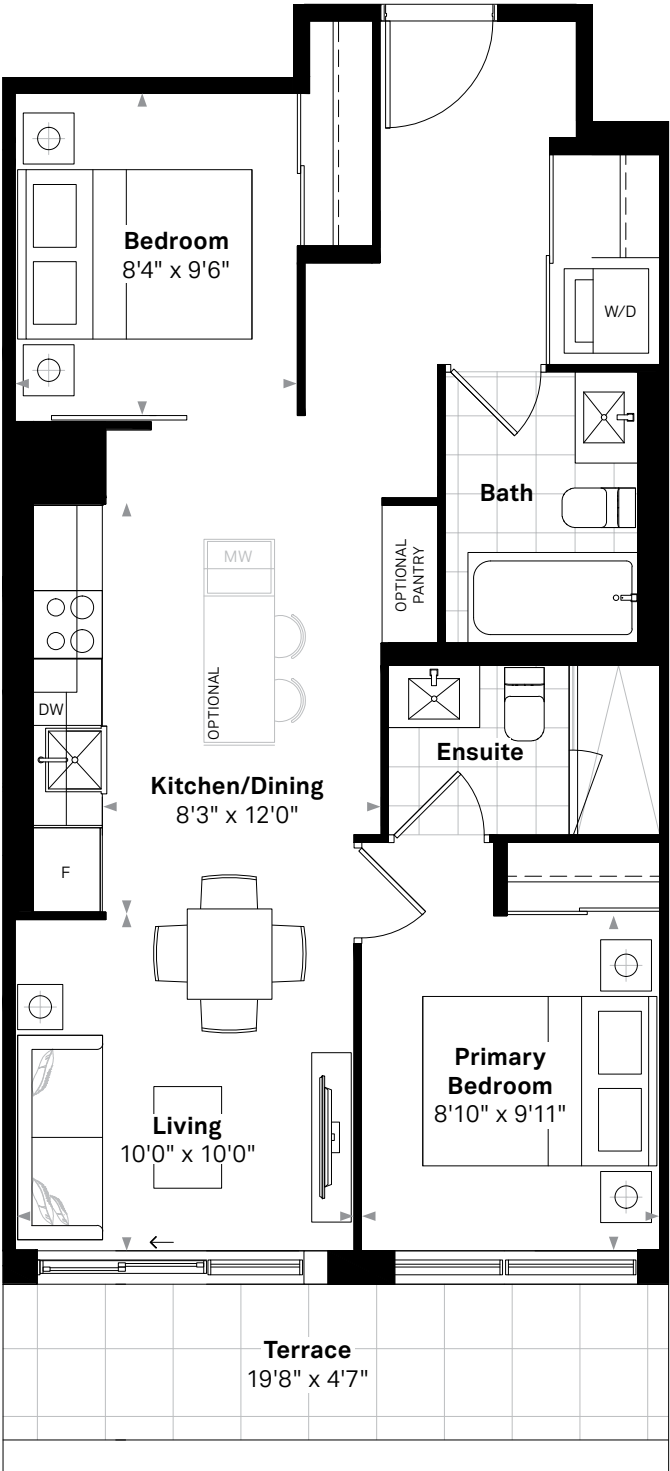 Bedroom
8'4" x 9'6"
W/D
Bath
OPTIONAL
PANTRY
MW
OPTIONAL
DW
Ensuite
Kitchen/Dining
8'3" x 12'0"
F
Primary
Bedroom
8'10" x 9'11"
Living
10'0" x 10'0"
Terrace
19'8" x 4'7"